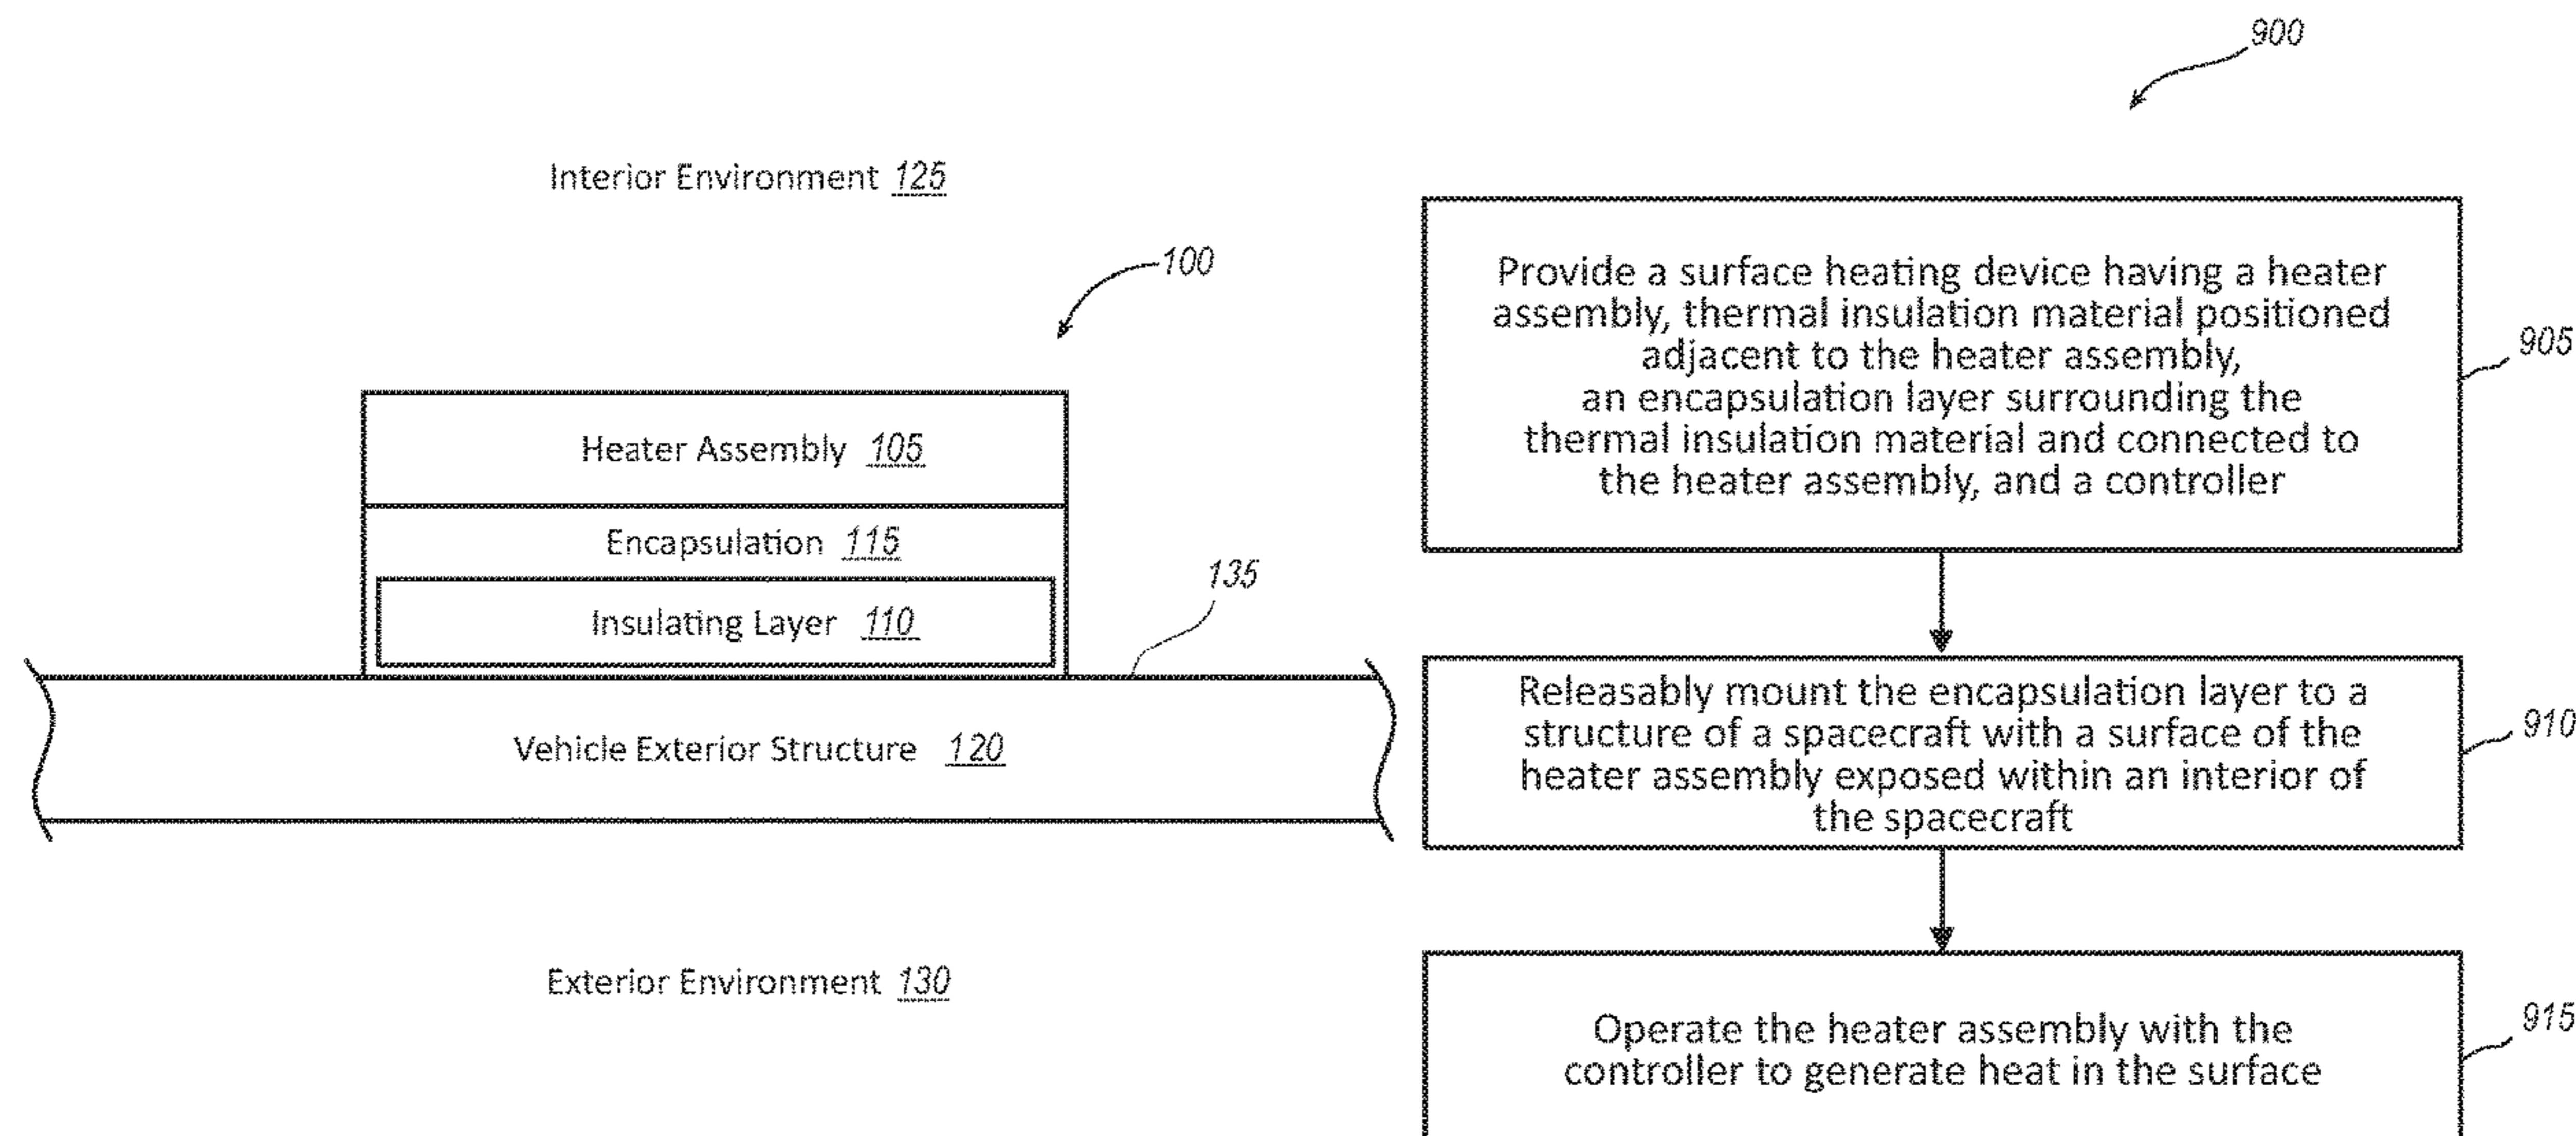 Interior Environment 125
100
Heater Assembly 105
Encapsulation 115
Insulating Layer 110
135
Vehicle Exterior Structure 120
Exterior Environment 130
900
Provide a surface heating device having a heater
assembly, thermal insulation material positioned
adjacent to the heater assembly,
an encapsulation layer surrounding the
thermal insulation material and connected to
the heater assembly, and a controller
905
Releasably mount the encapsulation layer to a
structure of a spacecraft with a surface of the
heater assembly exposed within an interior of
the spacecraft
910
Operate the heater assembly with the
controller to generate heat in the surface
915